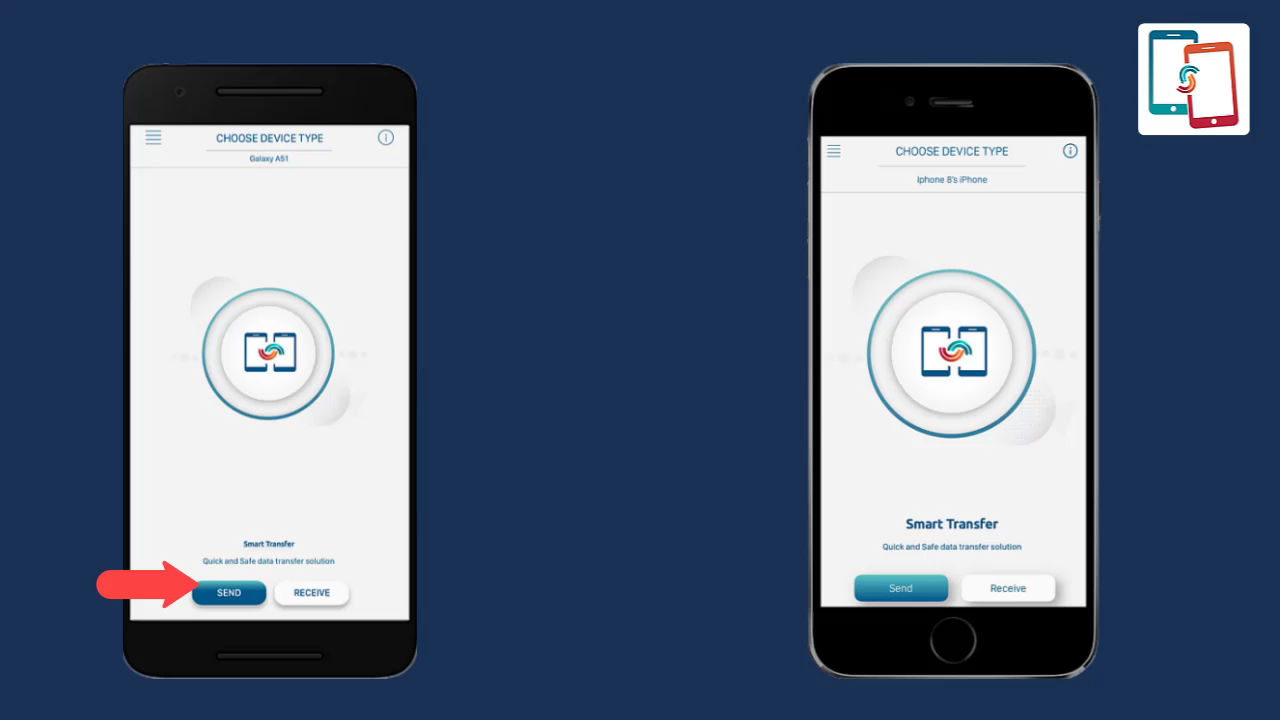 CHOOSE DEVICE TYPE
Galaxy A51
Smart Transfer
Quick and Safe data transfer solution
SEND
RECEIVE
CHOOSE DEVICE TYPE
Iphone 8's iPhone
Smart Transfer
Quick and Safe data transfer solution
Send
Receive